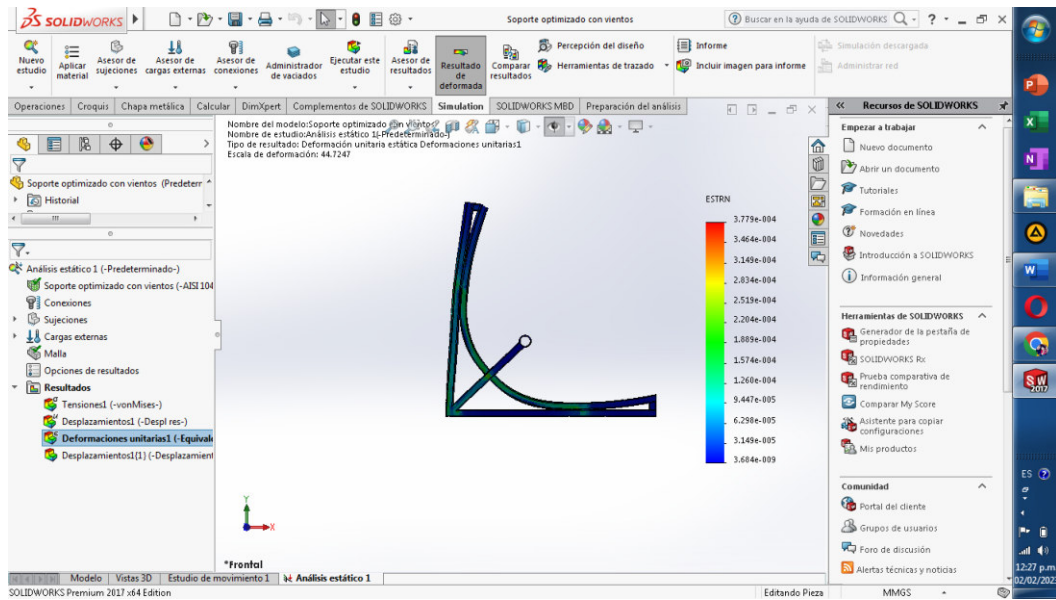 SOLIDWORKS
Soporte optimizado con vientos
Buscar en la ayuda de SOLIDWORKS
Nuevo estudio
Aplicar material
Asesor de sujeciones
Asesor de cargas externas
Asesor de conexiones
Administrador de vaciados
Ejecutar este estudio
Asesor de resultados
Resultado de deformada
Comparar resultados
Percepción del diseño
Herramientas de trazado
Informe
Incluir imagen para informe
Simulación descargada
Administrar red
Operaciones
Croquis
Chapa metálica
Calcular
DimXpert
Complementos de SOLIDWORKS
Simulation
SOLIDWORKS MBD
Preparación del análisis
Soporte optimizado con vientos (Predeterr
Historial
Análisis estático 1 (-Predeterminado-)
Soporte optimizado con vientos (-AISI 104
Conexiones
Sujeciones
Cargas externas
Malla
Opciones de resultados
Resultados
Tensiones1 (-vonMises-)
Desplazamientos1 (-Despl res-)
Deformaciones unitarias1 (-Equivale
Desplazamientos1(1) (-Desplazamient
Nombre del modelo:Soporte optimizado con vientos
Nombre de estudio:Análisis estático 1(-Predeterminado-)
Tipo de resultado: Deformación unitaria estática Deformaciones unitarias1
Escala de deformación: 44.7247
ESTRN
3.779e-004
3.464e-004
3.149e-004
2.834e-004
2.519e-004
2.204e-004
1.889e-004
1.574e-004
1.260e-004
9.447e-005
6.298e-005
3.149e-005
3.684e-009
Y
X
*Frontal
Recursos de SOLIDWORKS
Empezar a trabajar
Nuevo documento
Abrir un documento
Tutoriales
Formación en línea
Novedades
Introducción a SOLIDWORKS
Información general
Herramientas de SOLIDWORKS
Generador de la pestaña de propiedades
SOLIDWORKS Rx
Prueba comparativa de rendimiento
Comparar My Score
Asistente para copiar configuraciones
Mis productos
Comunidad
Portal del cliente
Grupos de usuarios
Foro de discusión
Alertas técnicas y noticias
Modelo
Vistas 3D
Estudio de movimiento 1
Análisis estático 1
SOLIDWORKS Premium 2017 x64 Edition
Editando Pieza
MMGS
ES
12:27 p.m
02/02/202